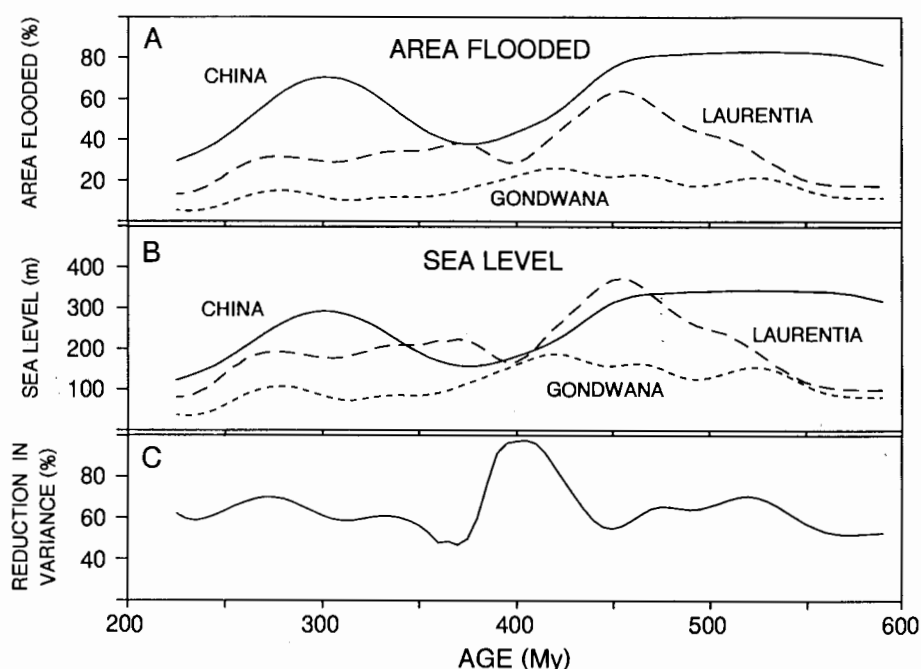 A
AREA FLOODED
AREA FLOODED (%)
80
60
40
20
CHINA
LAURENTIA
GONDWANA
B
SEA LEVEL
SEA LEVEL (m)
400
300
200
100
CHINA
LAURENTIA
GONDWANA
C
REDUCTION IN
VARIANCE (%)
80
60
40
200 300 400 500 600
AGE (My)